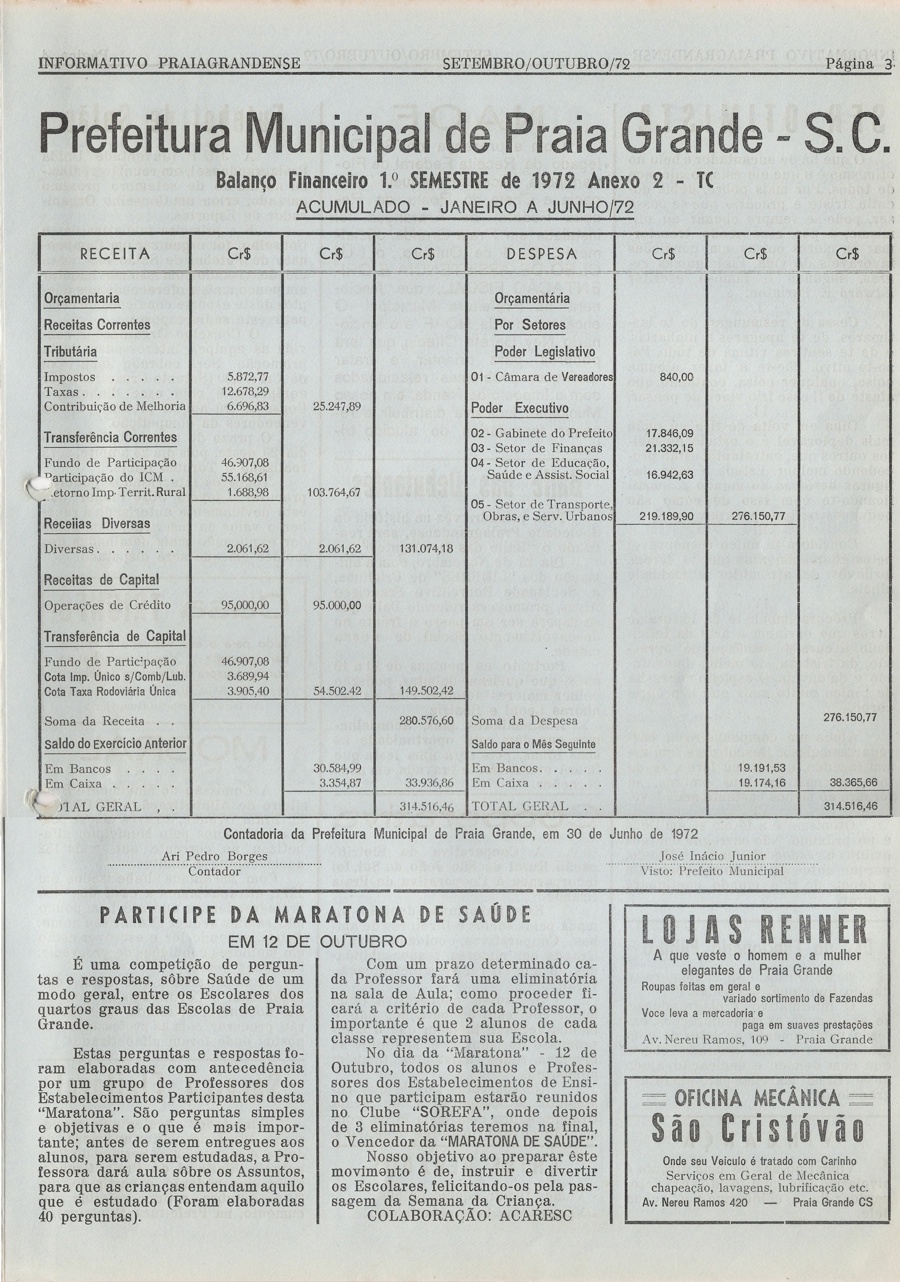 INFORMATIVO PRAIAGRANDENSE SETEMBRO/OUTUBRO/72 Página 3
Prefeitura Municipal de Praia Grande - S.C.
Balanço Financeiro 1.º SEMESTRE de 1972 Anexo 2 - TC
ACUMULADO - JANEIRO A JUNHO/72
RECEITA Cr$ Cr$ Cr$ DESPESA Cr$ Cr$ Cr$
Orçamentaria Orçamentária
Receitas Correntes Por Setores
Tributária Poder Legislativo
Impostos . . . . . 5.872,77 01 - Câmara de Vereadores 840,00
Taxas . . . . . . . 12.678,29
Contribuição de Melhoria 6.696,83 25.247,89 Poder Executivo
Transferência Correntes 02 - Gabinete do Prefeito 17.846,09
03 - Setor de Finanças 21.332,15
Fundo de Participação 46.907,08 04 - Setor de Educação,
Participação do ICM . 55.168,61 Saúde e Assist. Social 16.942,63
etorno Imp. Territ. Rural 1.688,98 103.764,67
05 - Setor de Transporte,
Receiias Diversas Obras, e Serv. Urbanos 219.189,90 276.150,77
Diversas . . . . . . 2.061,62 2.061,62 131.074,18
Receitas de Capital
Operações de Crédito 95,000,00 95.000,00
Transferência de Capital
Fundo de Participação 46.907,08
Cota Imp. Único s/Comb/Lub. 3.689,94
Cota Taxa Rodoviária Única 3.905,40 54.502.42 149.502,42
Soma da Receita . . 280.576,60 Soma da Despesa 276.150,77
Saldo do Exercício Anterior Saldo para o Mês Seguinte
Em Bancos . . . . 30.584,99 Em Bancos. . . . . 19.191,53
Em Caixa . . . . . 3.354,87 33.936,86 Em Caixa . . . . . 19.174,16 38.365,66
TAL GERAL , . 314.516,46 TOTAL GERAL . . 314.516,46
Contadoria da Prefeitura Municipal de Praia Grande, em 30 de Junho de 1972
Ari Pedro Borges José Inácio Junior
Contador Visto: Prefeito Municipal
PARTICIPE DA MARATONA DE SAÚDE
EM 12 DE OUTUBRO
É uma competição de pergun-
tas e respostas, sôbre Saúde de um
modo geral, entre os Escolares dos
quartos graus das Escolas de Praia
Grande.
Estas perguntas e respostas fo-
ram elaboradas com antecedência
por um grupo de Professores dos
Estabelecimentos Participantes desta
"Maratona". São perguntas simples
e objetivas e o que é mais impor-
tante; antes de serem entregues aos
alunos, para serem estudadas, a Pro-
fessora dará aula sôbre os Assuntos,
para que as crianças entendam aquilo
que é estudado (Foram elaboradas
40 perguntas).
Com um prazo determinado ca-
da Professor fará uma eliminatória
na sala de Aula; como proceder fi-
cará a critério de cada Professor, o
importante é que 2 alunos de cada
classe representem sua Escola.
No dia da "Maratona" - 12 de
Outubro, todos os alunos e Profes-
sores dos Estabelecimentos de Ensi-
no que participam estarão reunidos
no Clube "SOREFA", onde depois
de 3 eliminatórias teremos na final,
o Vencedor da "MARATONA DE SAÚDE".
Nosso objetivo ao preparar êste
movimento é de, instruir e divertir
os Escolares, felicitando-os pela pas-
sagem da Semana da Criança.
COLABORAÇÃO: ACARESC
LOJAS RENNER
A que veste o homem e a mulher
elegantes de Praia Grande
Roupas feitas em geral e
variado sortimento de Fazendas
Voce leva a mercadoria e
paga em suaves prestações
Av. Nereu Ramos, 109 - Praia Grande
OFICINA MECÂNICA
São Cristóvão
Onde seu Veículo é tratado com Carinho
Serviços em Geral de Mecânica
chapeação, lavagens, lubrificação etc.
Av. Nereu Ramos 420 — Praia Grande CS